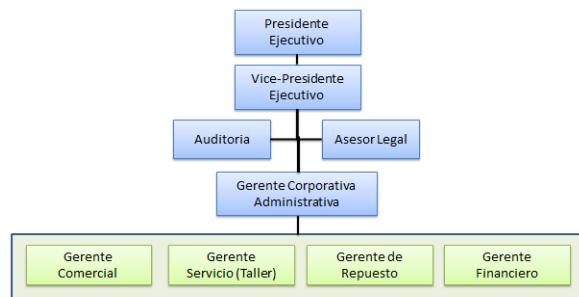 Presidente
Ejecutivo
Vice-Presidente
Ejecutivo
Auditoria
Asesor Legal
Gerente Corporativa
Administrativa
Gerente
Comercial
Gerente
Servicio (Taller)
Gerente de
Repuesto
Gerente
Financiero